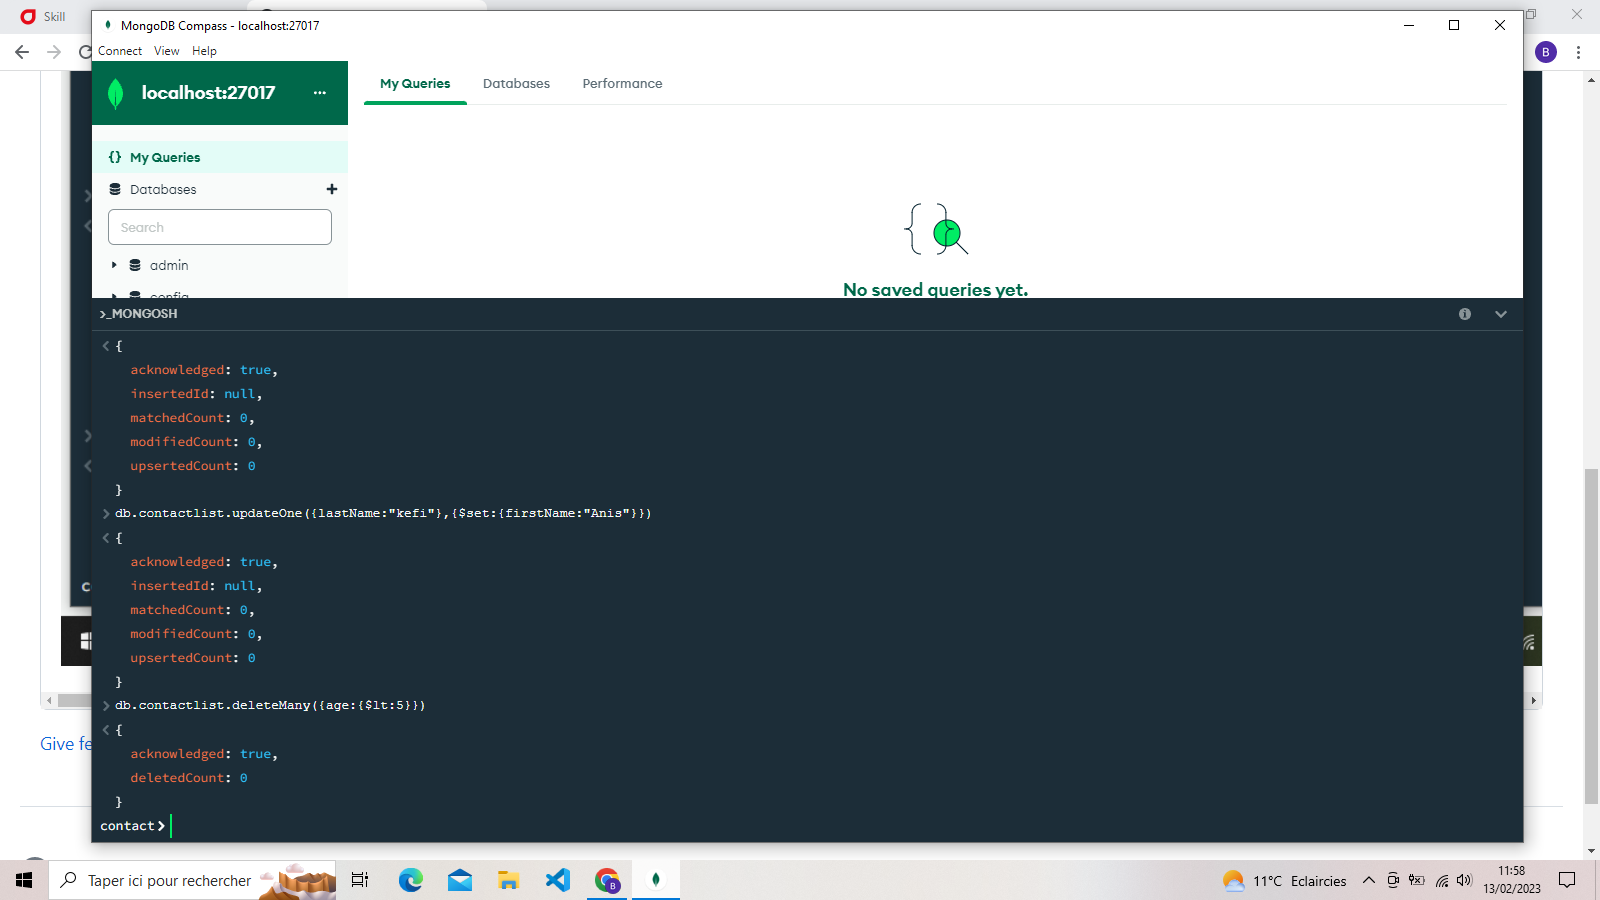 Skill
MongoDB Compass - localhost:27017
Connect View Help
B
localhost:27017
My Queries Databases Performance
{} My Queries
Databases
Search
admin
config
No saved queries yet.
>_MONGOSH
{
acknowledged: true,
insertedId: null,
matchedCount: 0,
modifiedCount: 0,
upsertedCount: 0
}
db.contactlist.updateOne({lastName:"kefi"},{$set:{firstName:"Anis"}})
{
acknowledged: true,
insertedId: null,
matchedCount: 0,
modifiedCount: 0,
upsertedCount: 0
}
db.contactlist.deleteMany({age:{$lt:5}})
{
acknowledged: true,
deletedCount: 0
}
contact>
Give
Taper ici pour rechercher
B
11°C Eclaircies
11:58
13/02/2023